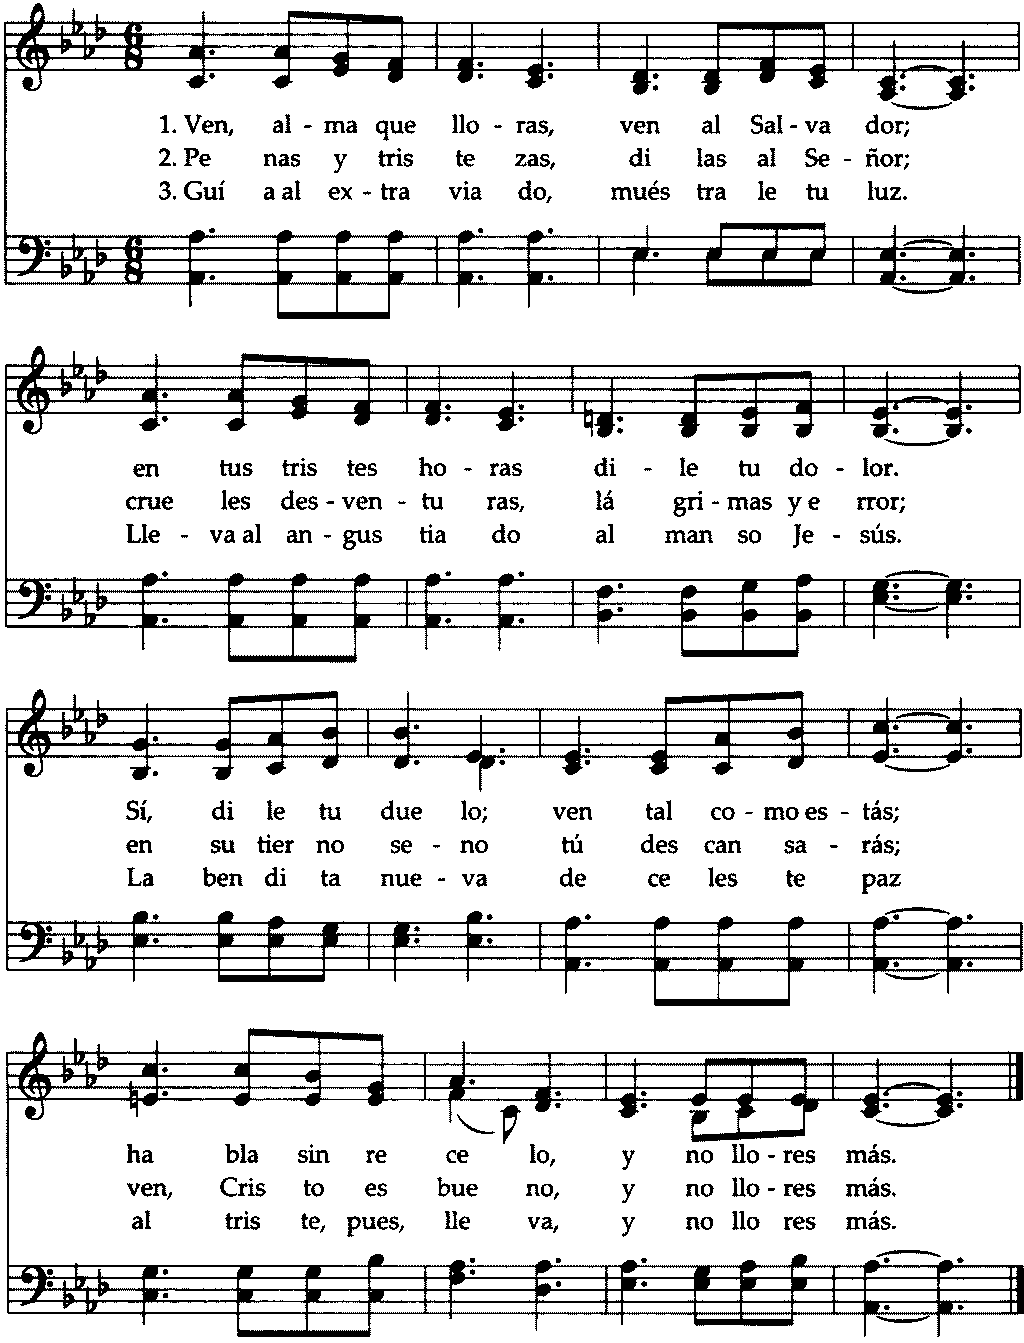 1. Ven, al - ma que llo - ras, ven al Sal - va dor;
2. Pe nas y tris te zas, di las al Se - ñor;
3. Guí a al ex - tra via do, mués tra le tu luz.
en tus tris tes ho - ras di - le tu do - lor.
crue les des - ven - tu ras, lá gri - mas y e rror;
Lle - va al an - gus tia do al man so Je - sús.
Sí, di le tu due lo; ven tal co - mo es - tás;
en su tier no se - no tú des can sa - rás;
La ben di ta nue - va de ce les te paz
ha bla sin re ce lo, y no llo - res más.
ven, Cris to es bue no, y no llo - res más.
al tris te, pues, lle va, y no llo res más.